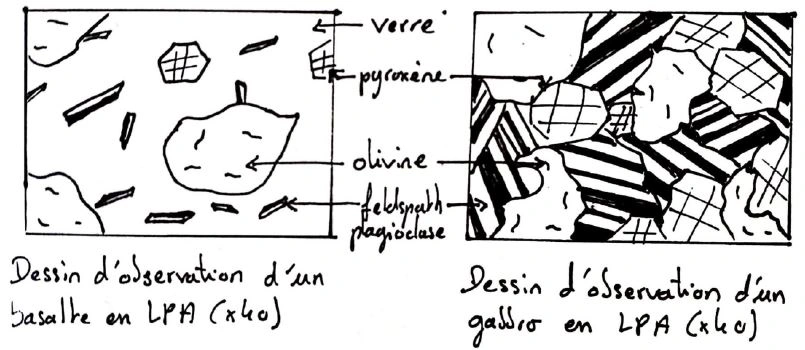 verre
pyroxène
olivine
feldspath
plagioclase
Dessin d'observation d'un
basalte en LPA (x40)
Dessin d'observation d'un
gabbro en LPA (x40)